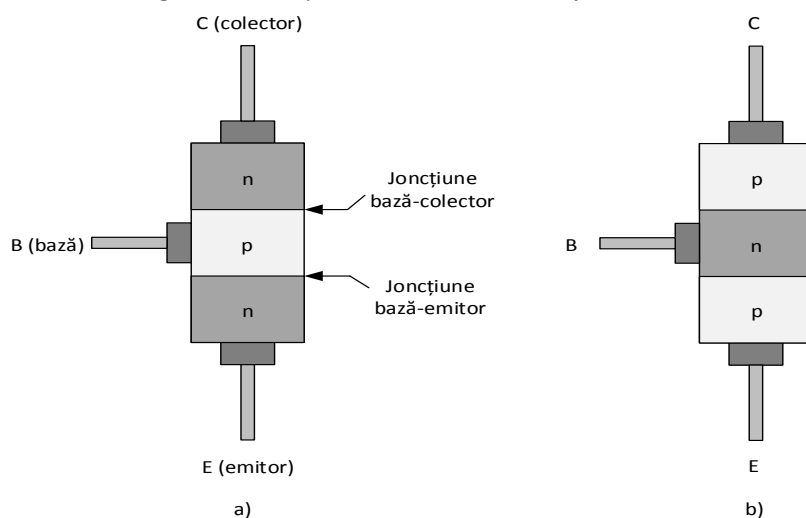 C (colector)
n
Joncțiune
bază-colector
B (bază)
p
Joncțiune
bază-emitor
n
E (emitor)
a)
C
p
B
n
p
E
b)